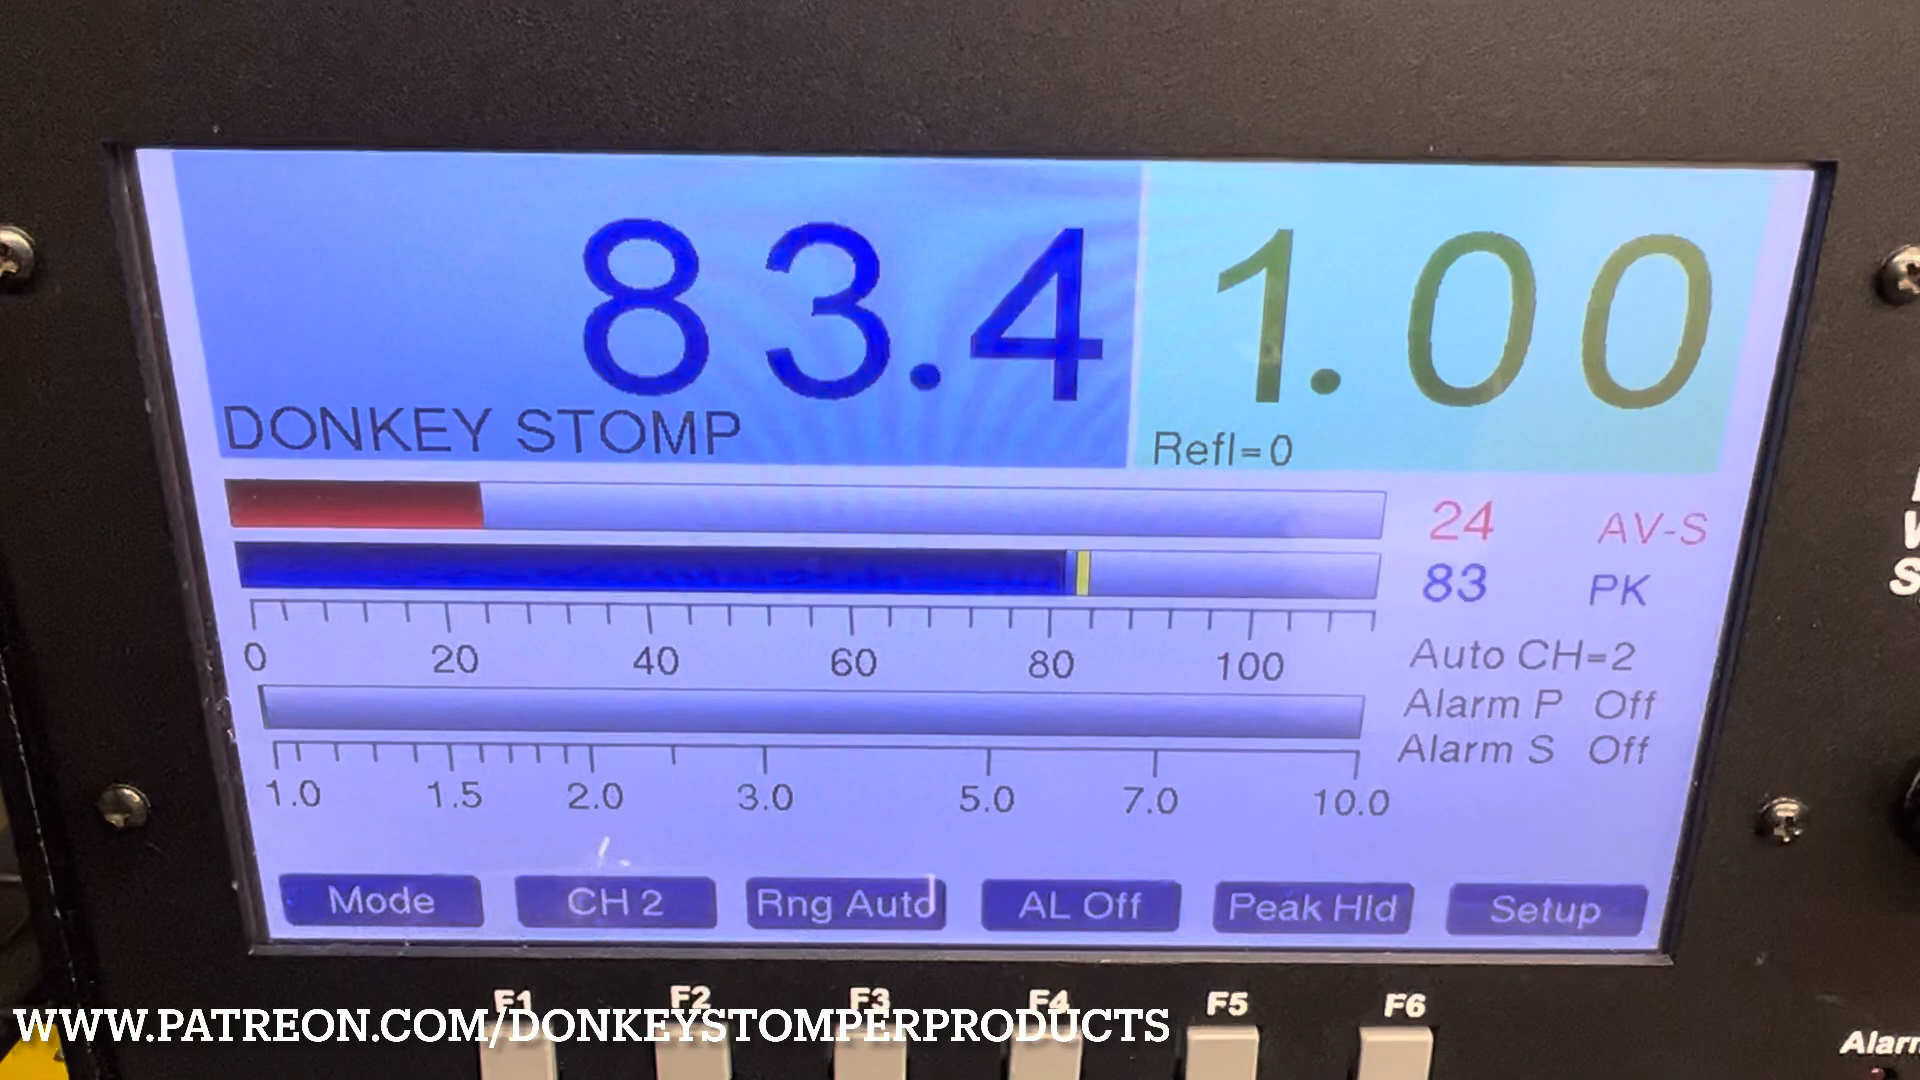 83.4
1.00
DONKEY STOMP
Refl=0
24 AV-S
83 PK
0 20 40 60 80 100
Auto CH=2
Alarm P Off
Alarm S Off
1.0 1.5 2.0 3.0 5.0 7.0 10.0
Mode CH 2 Rng Auto AL Off Peak Hld Setup
F1 F2 F3 F4 F5 F6
WWW.PATREON.COM/DONKEYSTOMPERPRODUCTS